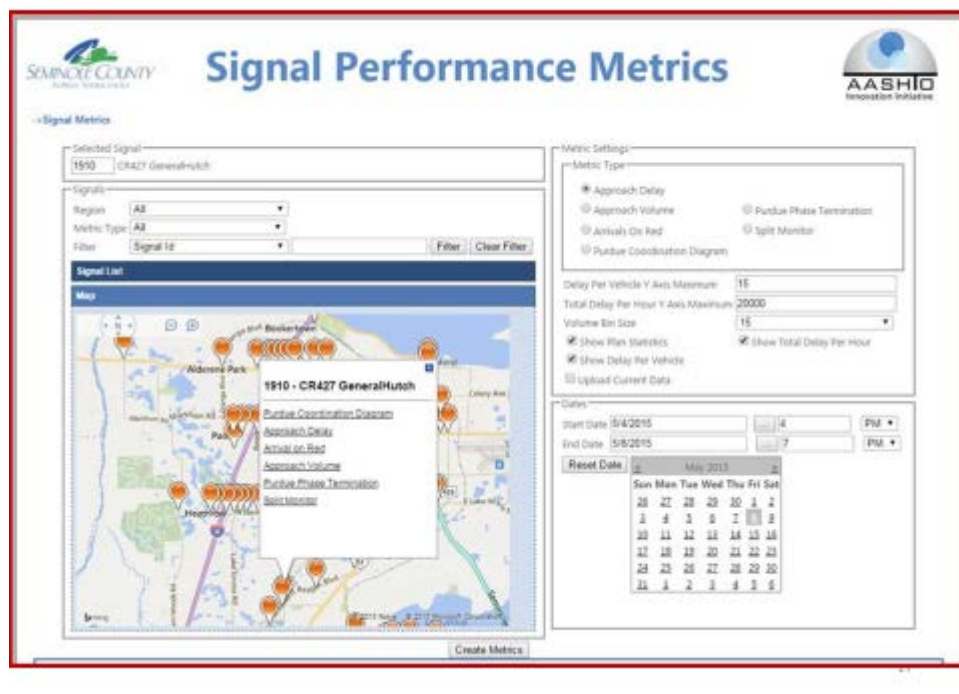 SEMINOLE COUNTY
Signal Performance Metrics
AASHTO
Innovation Initiative
Signal Metrics
Selected Signal
1910 CR427 GeneralHutch
Signals
Region All
Metric Type All
Filter Signal Id Filter Clear Filter
Signal List
Map
N
Bookertown
Alderene Park
1910 - CR427 GeneralHutch
Purdue Coordination Diagram
Approach Delay
Arrival on Red
Approach Volume
Purdue Phase Termination
Split Monitor
Heathrow
bing
Create Metrics
Metric Settings
Metric Type
Approach Delay
Approach Volume Purdue Phase Termination
Arrivals On Red Split Monitor
Purdue Coordination Diagram
Delay Per Vehicle Y Axis Maximum 15
Total Delay Per Hour Y Axis Maximum 20000
Volume Bin Size 15
Show Plan Statistics Show Total Delay Per Hour
Show Delay Per Vehicle
Upload Current Data
Dates
Start Date 5/4/2015 ... 4 PM
End Date 5/8/2015 ... 7 PM
Reset Date
May 2015
Sun Mon Tue Wed Thu Fri Sat
26 27 28 29 30 1 2
3 4 5 6 7 8 9
10 11 12 13 14 15 16
17 18 19 20 21 22 23
24 25 26 27 28 29 30
31 1 2 3 4 5 6